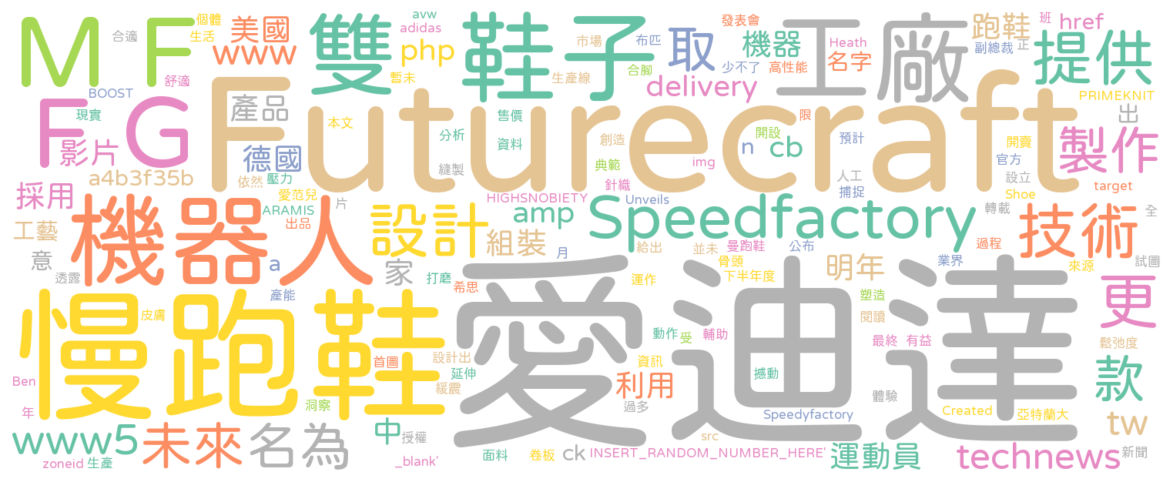 M F 美國 個體 生活 合適 www 舒適
雙 鞋子 avw adidas php 暫未 市場 布匹 生產線 合腳
取 少不了 機器 發表會 Heath 名字 高性能 工廠 跑鞋 副總裁 班 正 href 提供
BOOST 現實 F G 影片 產品 delivery PRIMEKNIT 出
Futurecraft 本文 德國 壓力 依然 a4b3f35b 愛范兒 分析 售價 資料 縫製
創造 典範 針織 img n 開設 cb 限 預計 人工 捕捉 開賣 官方 設立 Shoe 製作 target
採用 工藝 意 透露 機器人 ARAMIS 出品 片 a 產能 設計 家 打磨 希思 組裝
HIGHSNOBIETY Unveils amp Speedfactory 月 給出 運作 並未 骨頭 曼跑鞋 下半年度 公布
明年 轉載 過程 業界 技術 來源 全 試圖 更
慢跑鞋 皮膚 首圖 設計出 延伸 緩震 洞察 Ben 年
愛迪達 動作 受 輔助 資訊 利用 過多 撼動 塑造 閱讀 最終 有益 體驗 鬆弛度 款
Speedyfactory Created 亞特蘭大 tw
www5 未來 名為 中 授權 zoneid 生產 _blank'
面料 卷板 ck src INSERT_RANDOM_NUMBER_HERE' 運動員 technews 新聞